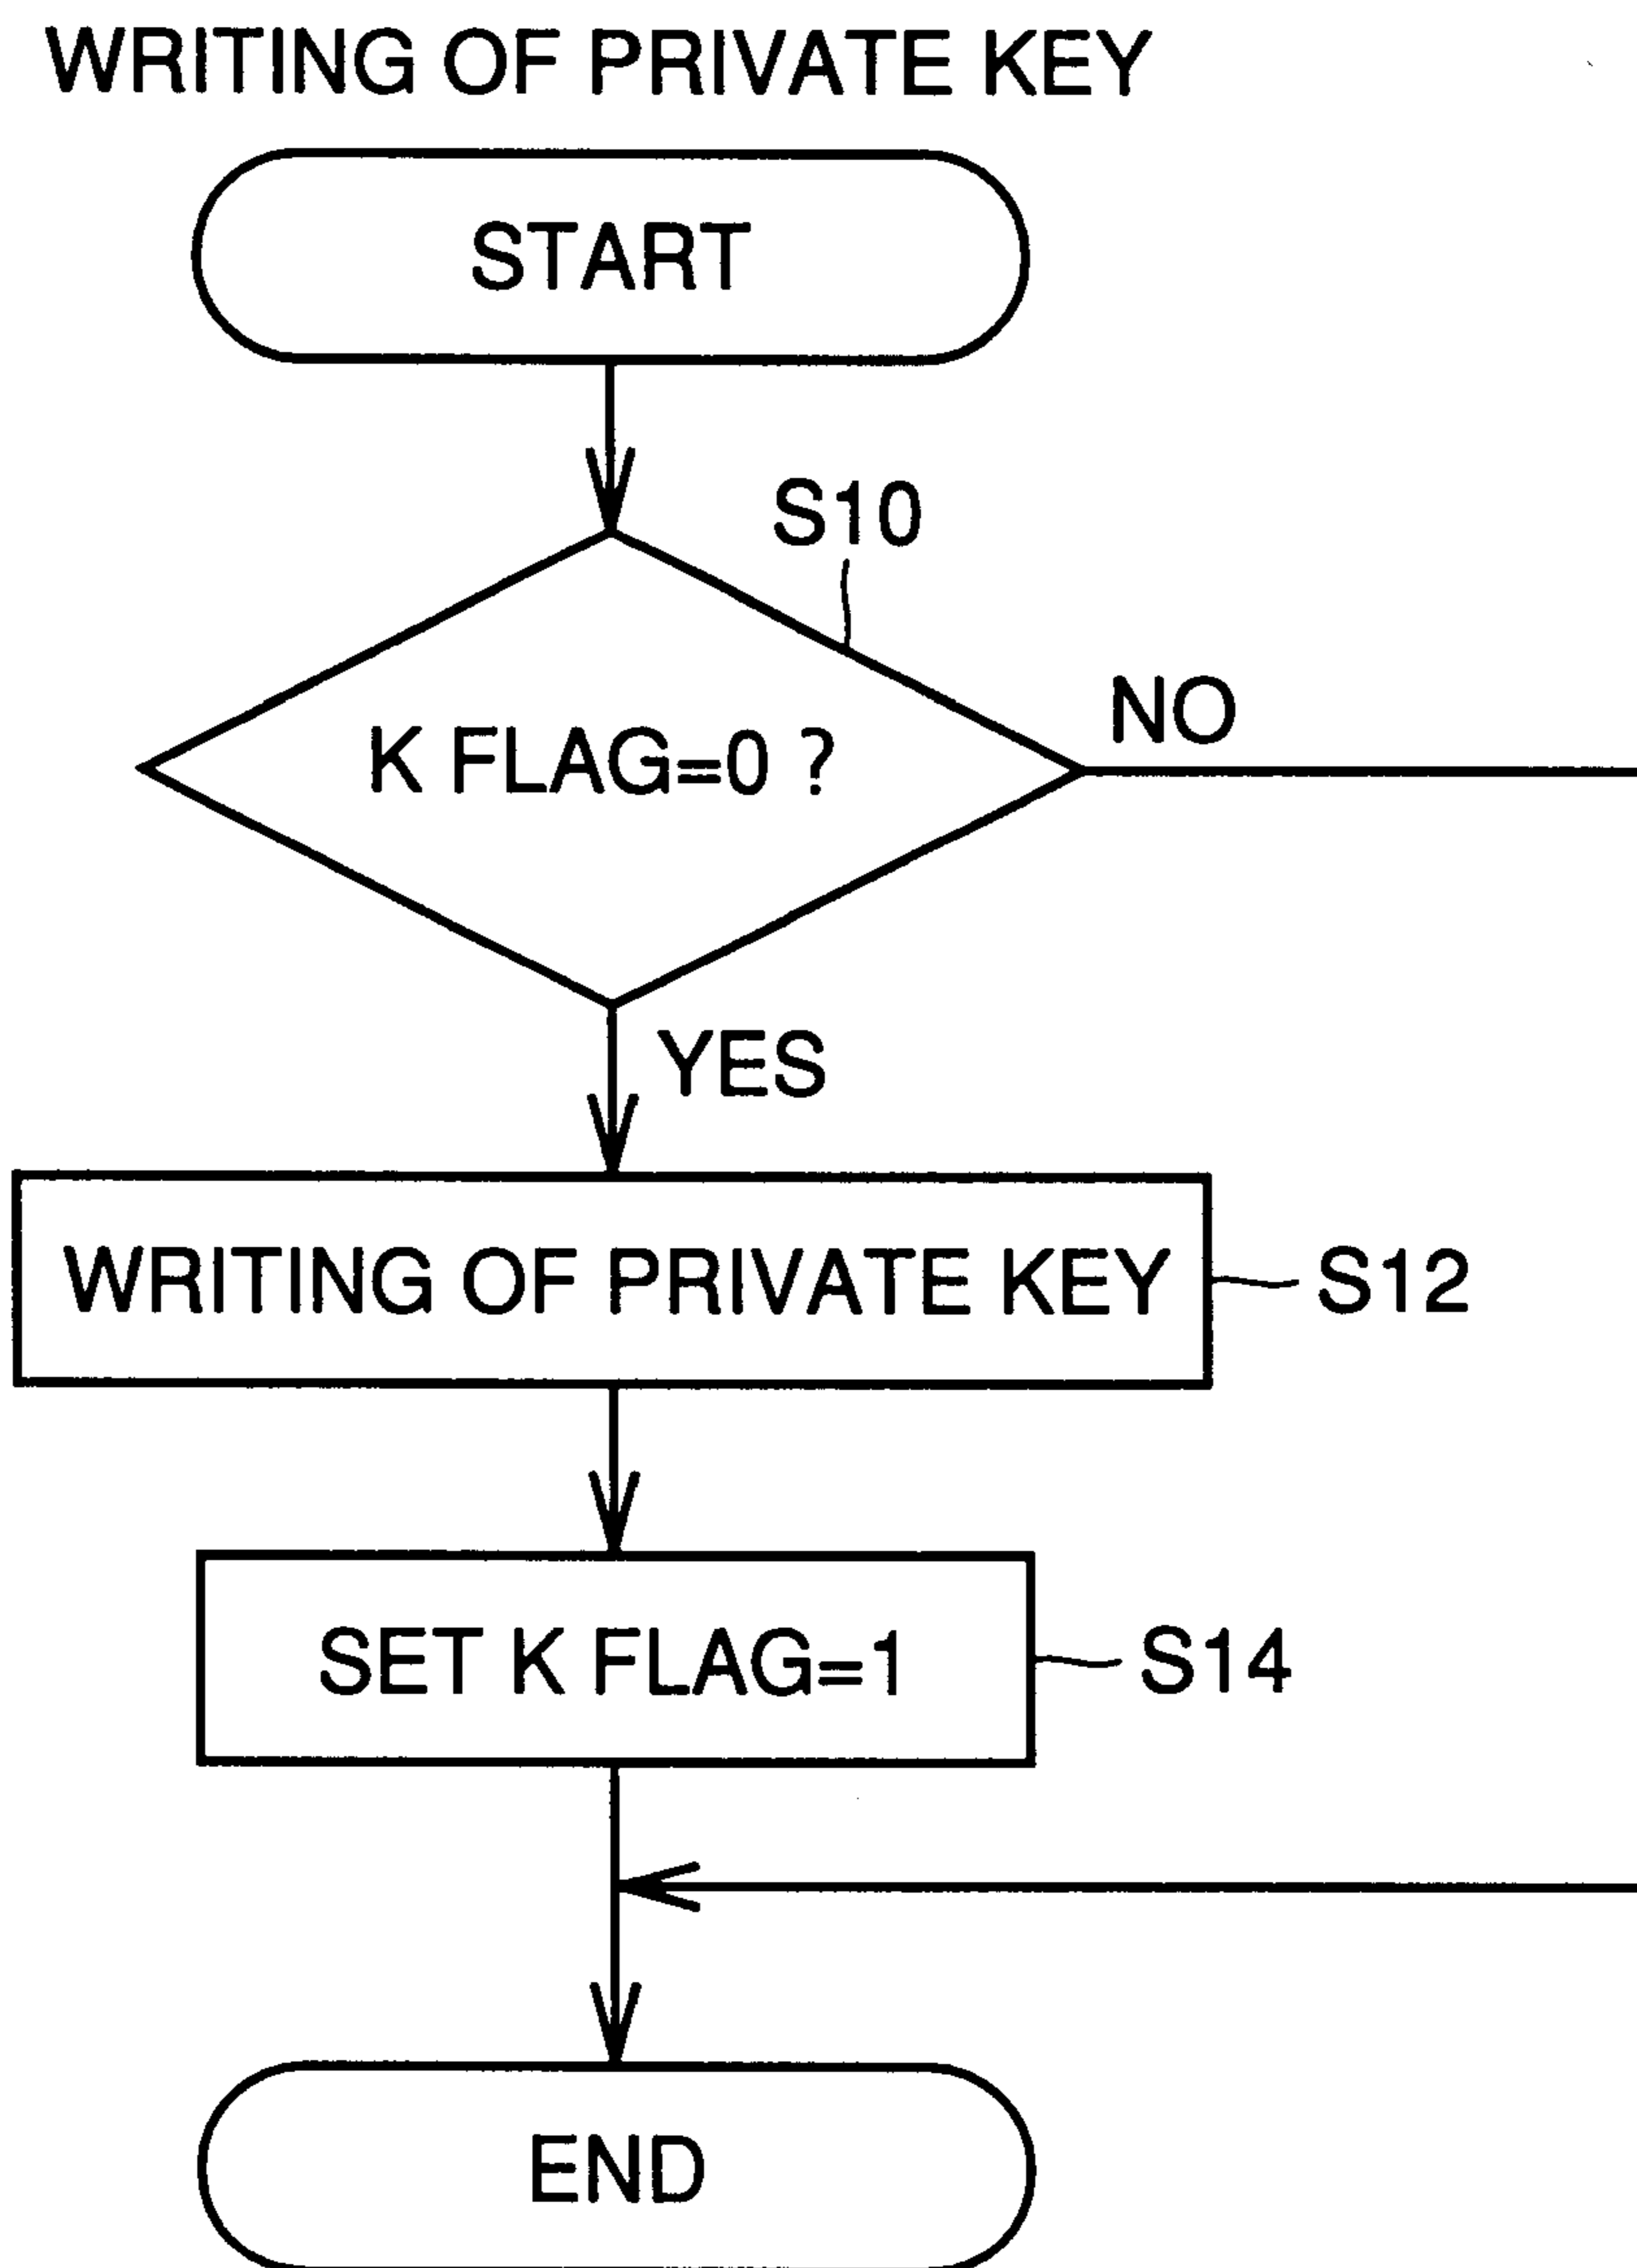 WRITING OF PRIVATE KEY
START
S10
K FLAG=0 ?
NO
YES
WRITING OF PRIVATE KEY
S12
SET K FLAG=1
S14
END